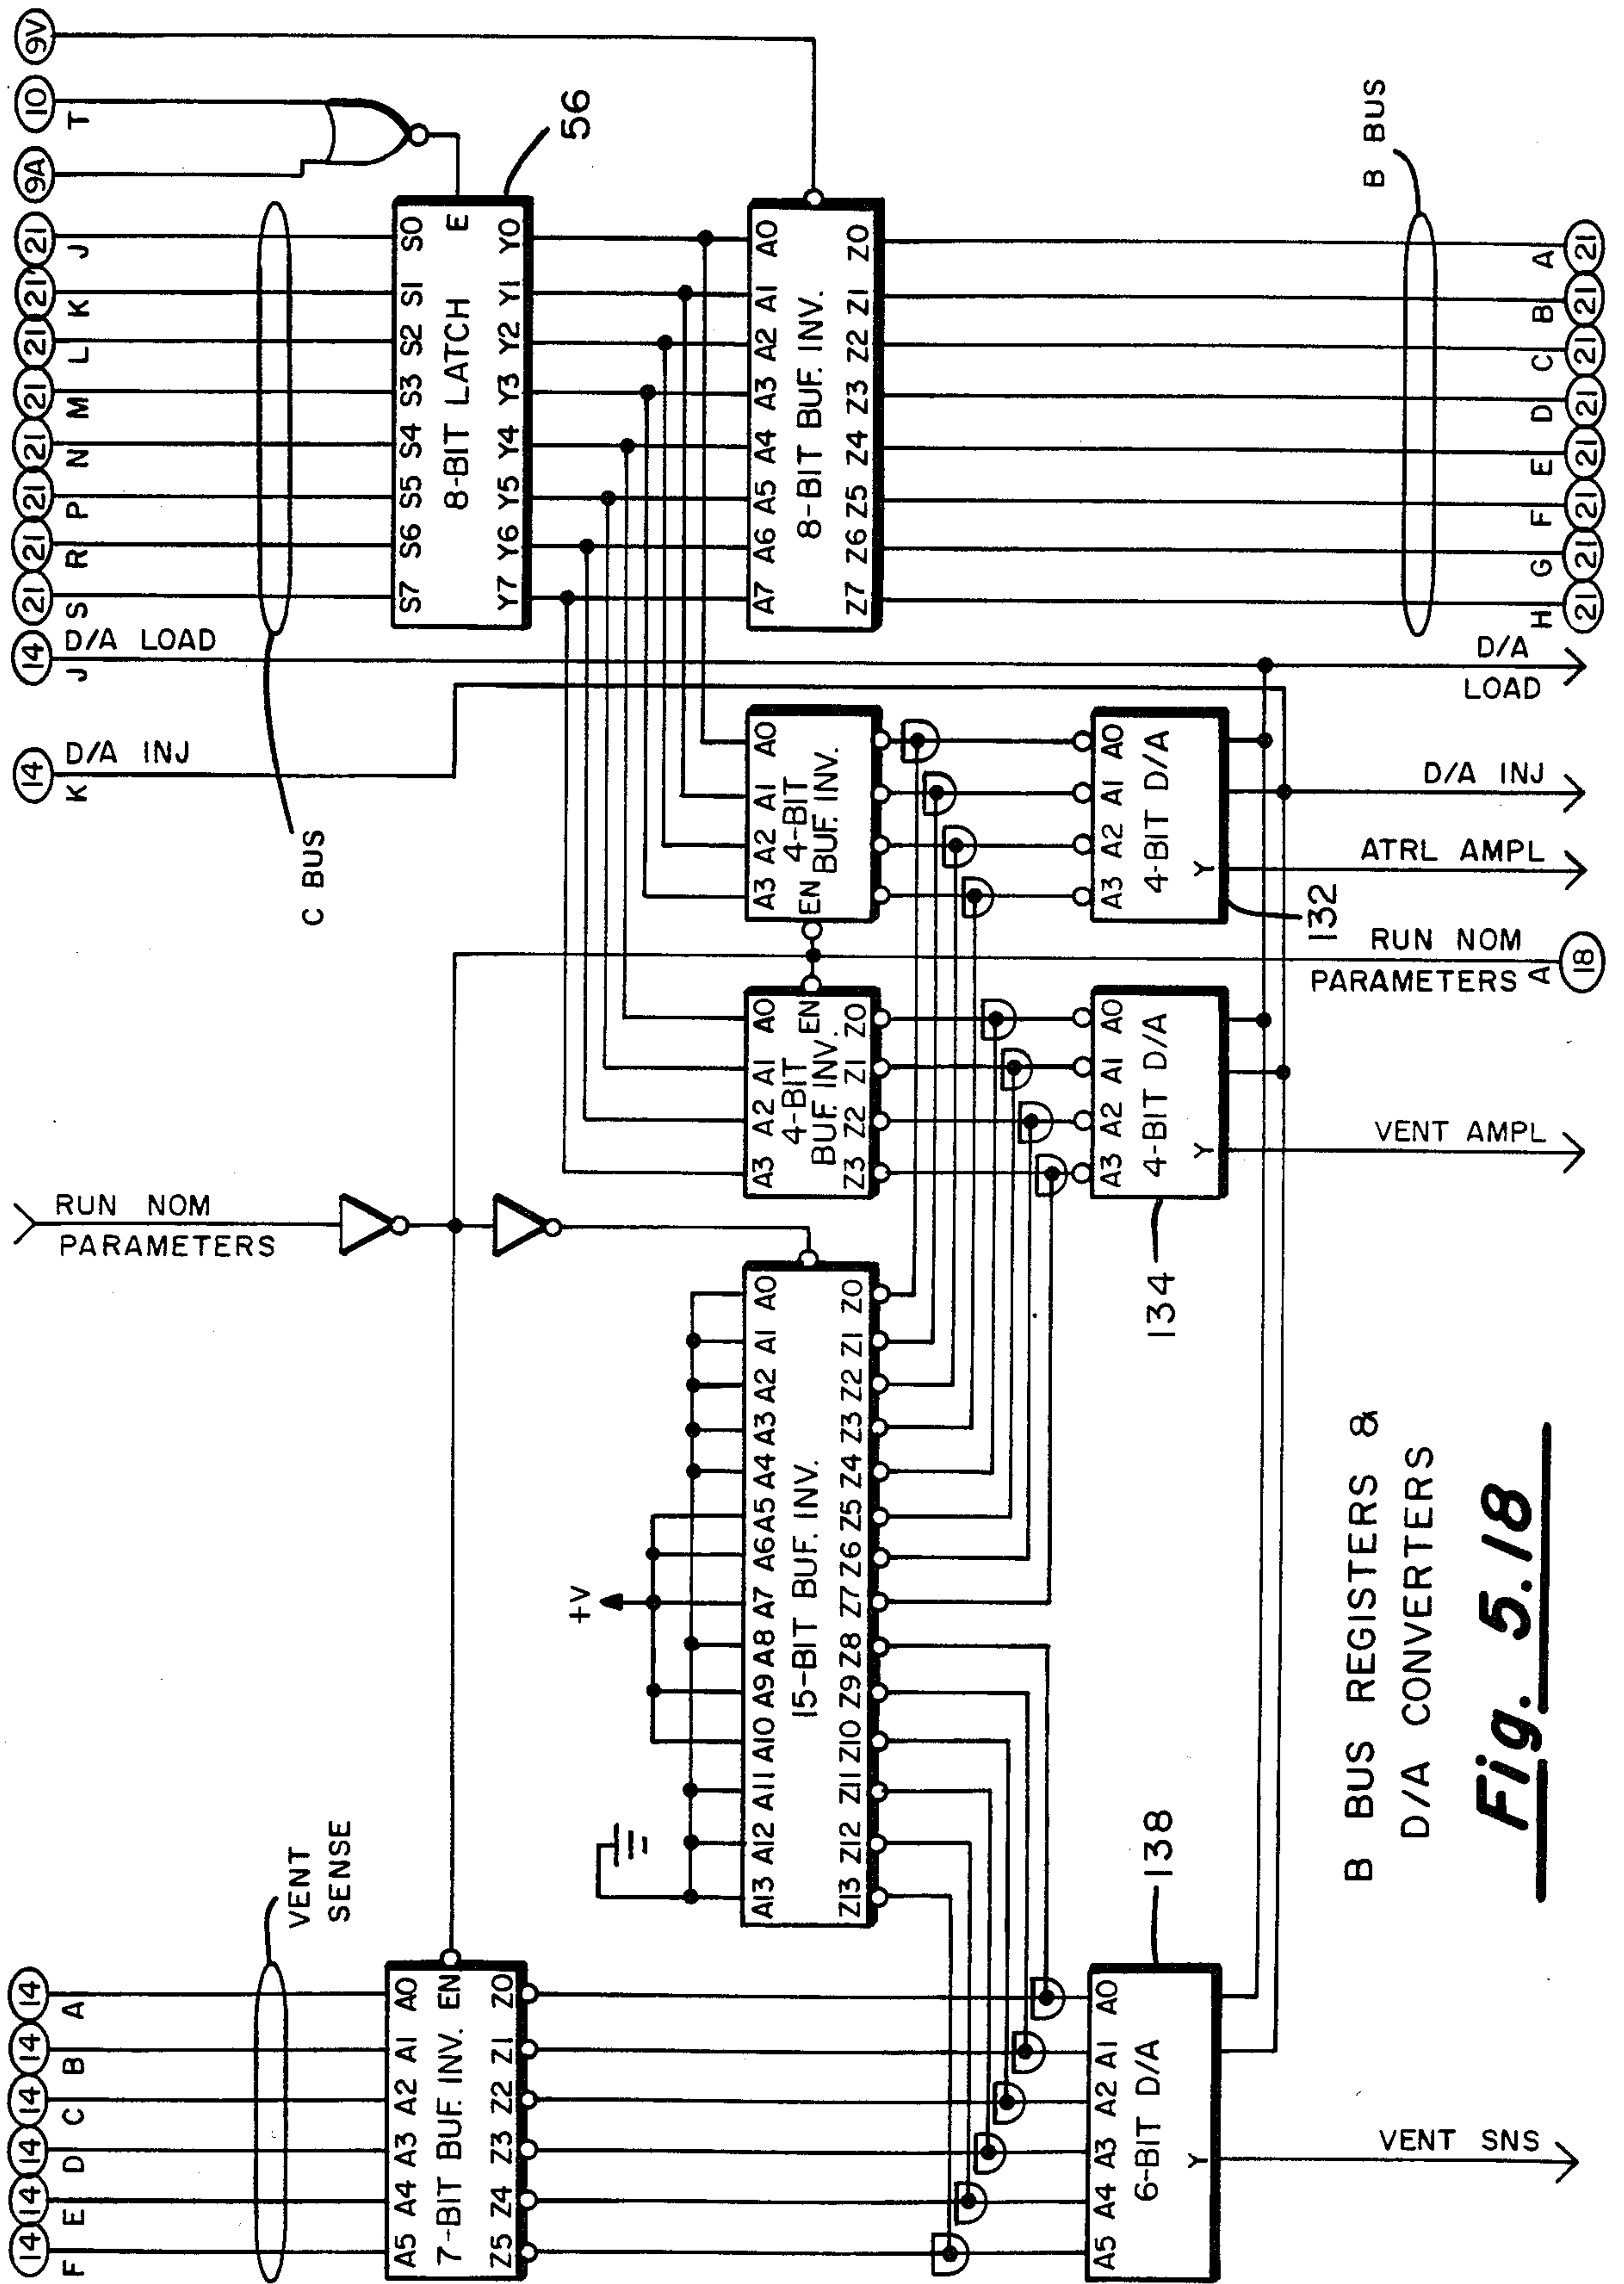 14 F
14 E
14 D
14 C
14 B
14 A
VENT
SENSE
RUN NOM
PARAMETERS
14 K
D/A INJ
14 J
D/A LOAD
21 S
21 R
21 P
21 N
21 M
21 L
21 K
21 J
9A
10 T
9V
C BUS
A5 A4 A3 A2 A1 A0
7-BIT BUF. INV. EN
Z5 Z4 Z3 Z2 Z1 Z0
S7 S6 S5 S4 S3 S2 S1 S0
8-BIT LATCH E
Y7 Y6 Y5 Y4 Y3 Y2 Y1 Y0
56
+V
A13 A12 A11 A10 A9 A8 A7 A6 A5 A4 A3 A2 A1 A0
15-BIT BUF. INV.
Z13 Z12 Z11 Z10 Z9 Z8 Z7 Z6 Z5 Z4 Z3 Z2 Z1 Z0
A3 A2 A1 A0
4-BIT EN
BUF. INV.
Z3 Z2 Z1 Z0
A3 A2 A1 A0
EN 4-BIT
BUF. INV.
A7 A6 A5 A4 A3 A2 A1 A0
8-BIT BUF. INV.
Z7 Z6 Z5 Z4 Z3 Z2 Z1 Z0
A5 A4 A3 A2 A1 A0
6-BIT D/A
Y
138
A3 A2 A1 A0
4-BIT D/A
Y
134
A3 A2 A1 A0
4-BIT D/A
Y
132
B BUS
VENT SNS
VENT AMPL
RUN NOM
PARAMETERS A
18
ATRL AMPL
D/A INJ
D/A
LOAD
H G F E D C B A
21 21 21 21 21 21 21 21
B BUS REGISTERS &
D/A CONVERTERS
Fig. 5.18